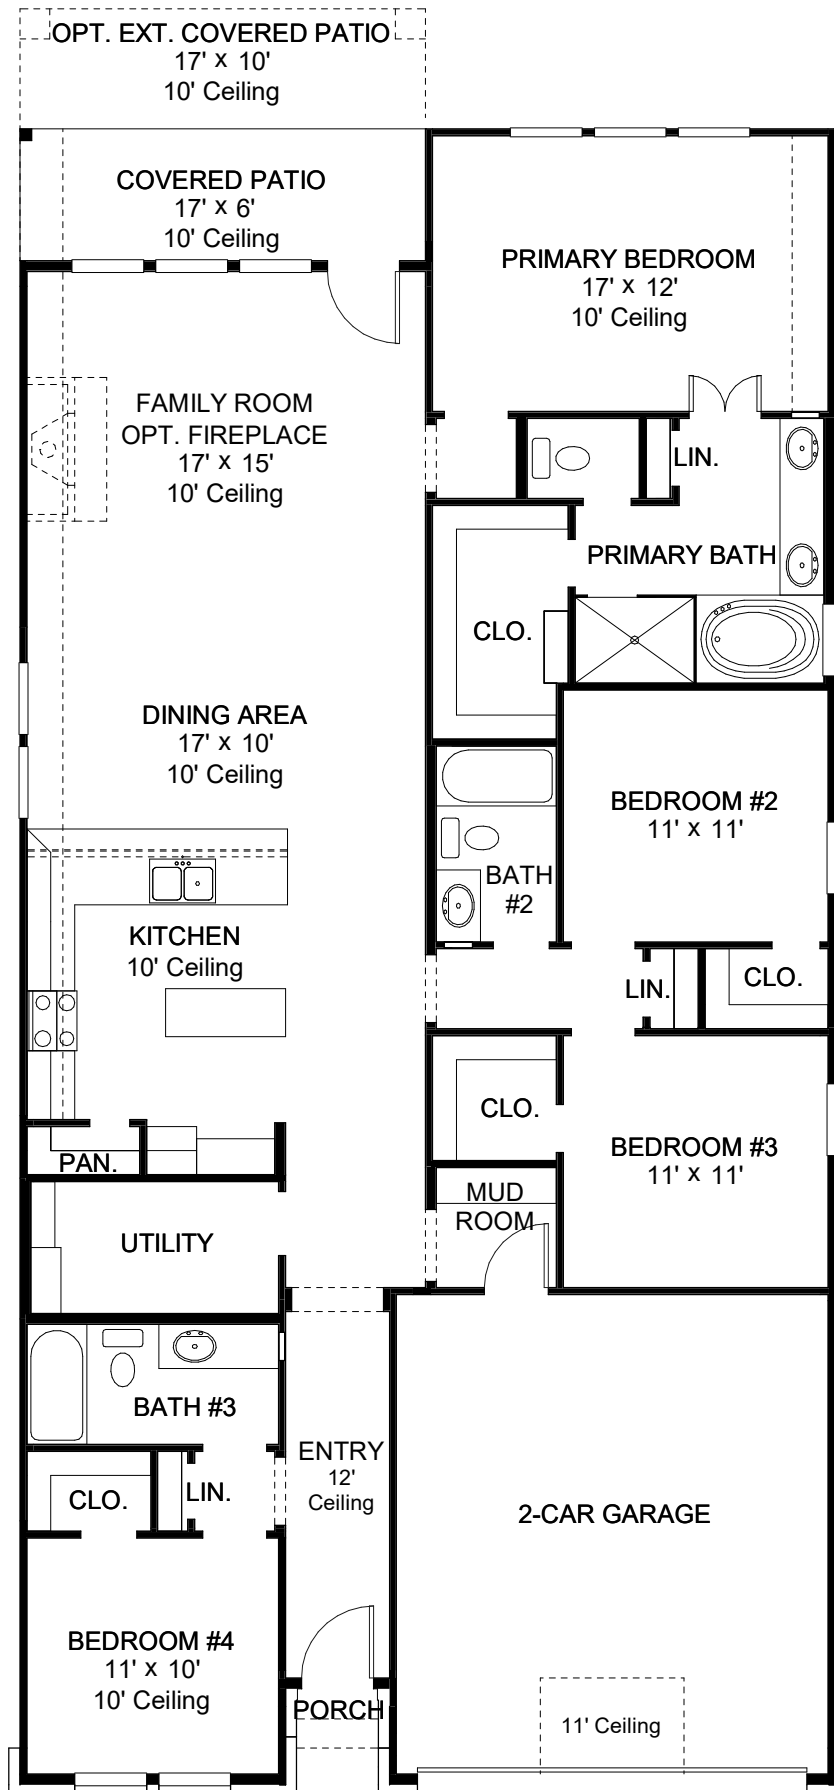 OPT. EXT. COVERED PATIO
17' x 10'
10' Ceiling
COVERED PATIO
17' x 6'
10' Ceiling
PRIMARY BEDROOM
17' x 12'
10' Ceiling
FAMILY ROOM
OPT. FIREPLACE
17' x 15'
10' Ceiling
LIN.
PRIMARY BATH
CLO.
DINING AREA
17' x 10'
10' Ceiling
BEDROOM #2
11' x 11'
BATH
#2
KITCHEN
10' Ceiling
LIN.
CLO.
CLO.
BEDROOM #3
11' x 11'
PAN.
MUD
ROOM
UTILITY
BATH #3
ENTRY
12'
Ceiling
CLO.
LIN.
2-CAR GARAGE
BEDROOM #4
11' x 10'
10' Ceiling
PORCH
11' Ceiling